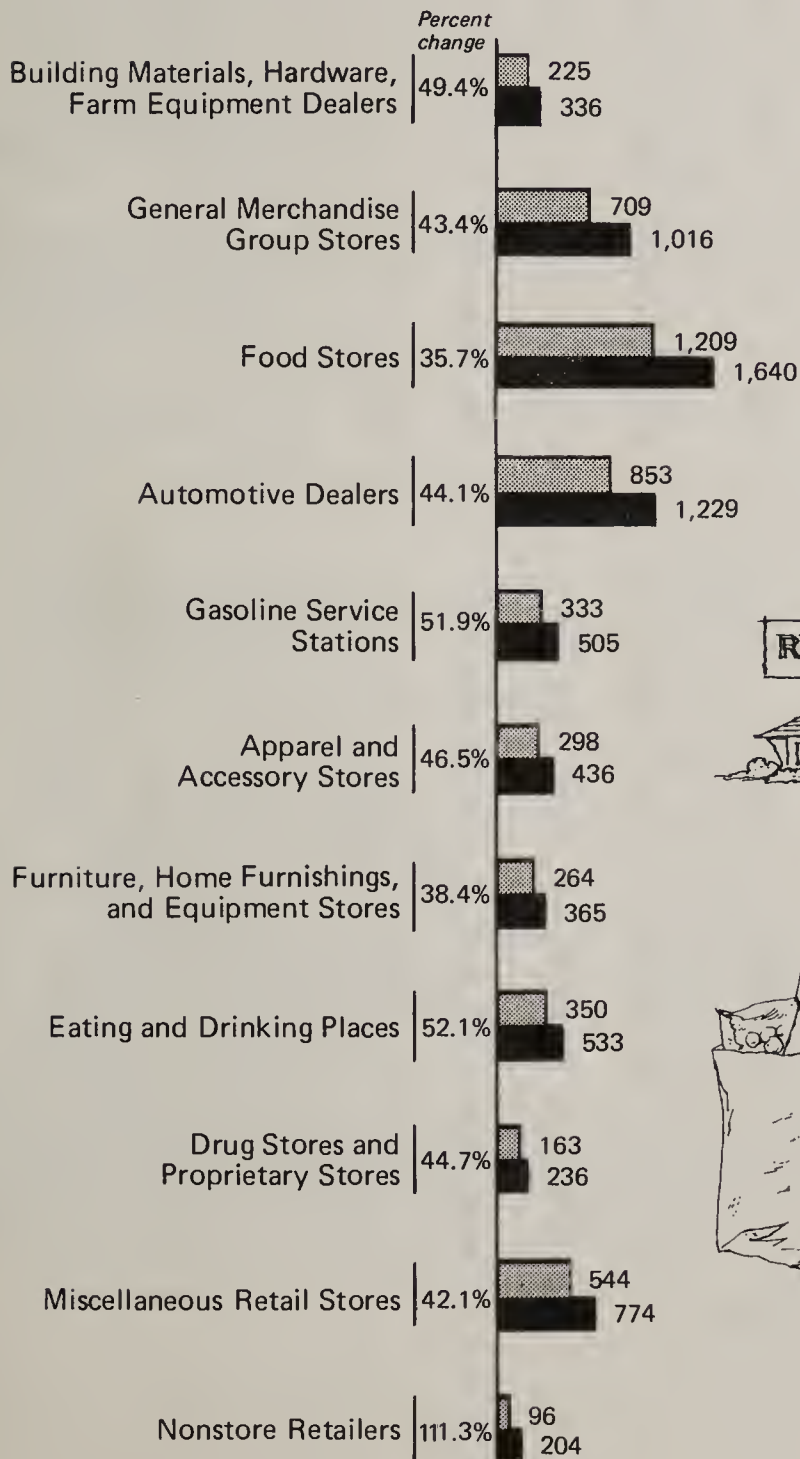 Percent
change
Building Materials, Hardware,
Farm Equipment Dealers
49.4%
225
336
General Merchandise
Group Stores
43.4%
709
1,016
Food Stores
35.7%
1,209
1,640
Automotive Dealers
44.1%
853
1,229
Gasoline Service
Stations
51.9%
333
505
R
Apparel and
Accessory Stores
46.5%
298
436
Furniture, Home Furnishings,
and Equipment Stores
38.4%
264
365
Eating and Drinking Places
52.1%
350
533
Drug Stores and
Proprietary Stores
44.7%
163
236
Miscellaneous Retail Stores
42.1%
544
774
Nonstore Retailers
111.3%
96
204